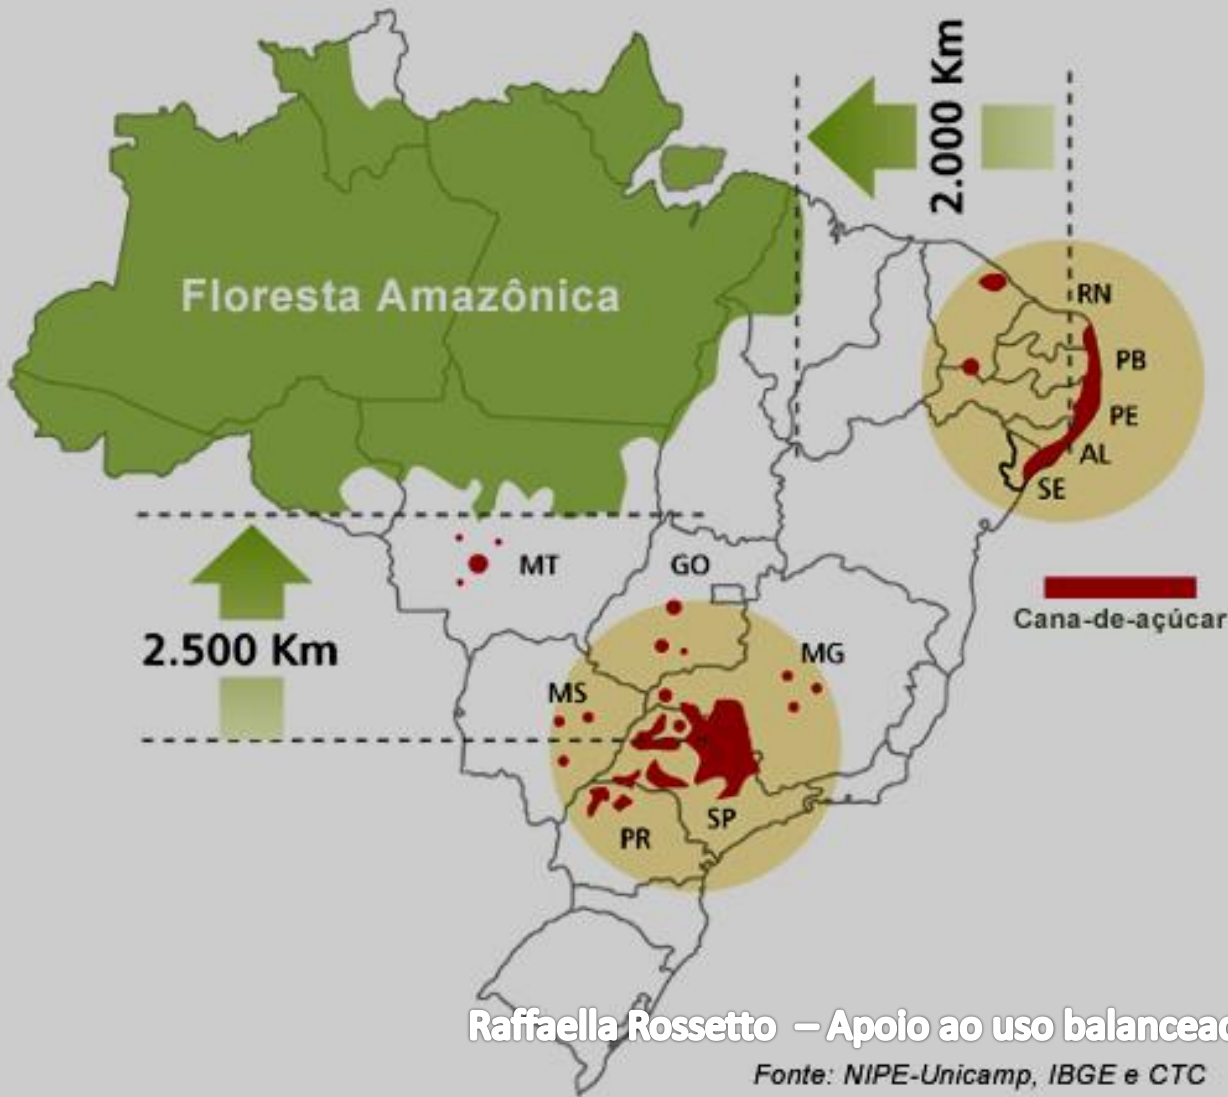 2.000 Km
Floresta Amazônica
RN
PB
PE
AL
SE
MT
GO
Cana-de-açúcar
2.500 Km
MG
MS
SP
PR
Raffaella Rossetto – Apoio ao uso balancead
Fonte: NIPE-Unicamp, IBGE e CTC